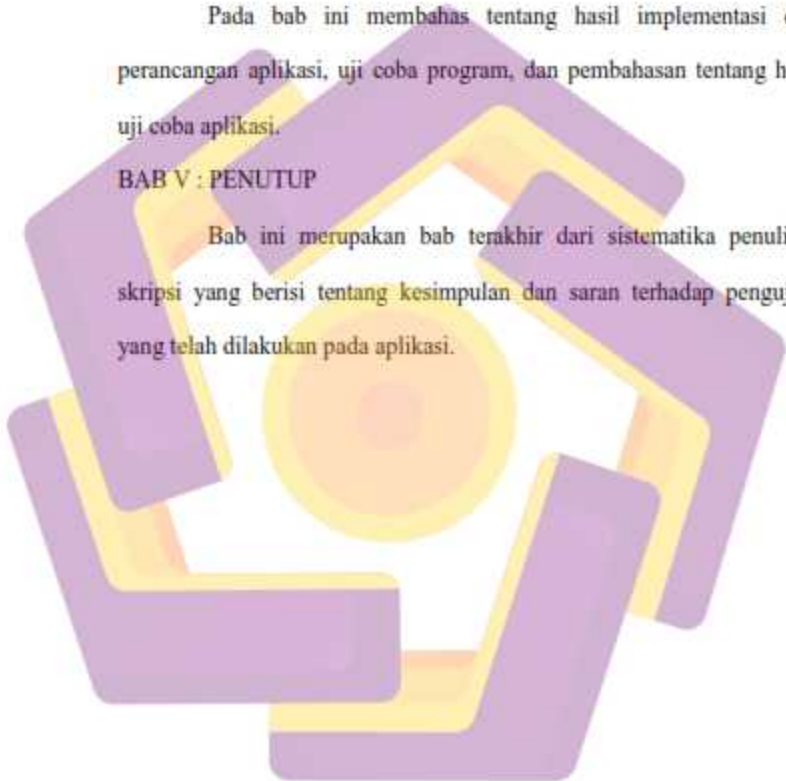 Pada bab ini membahas tentang hasil implementasi
perancangan aplikasi, uji coba program, dan pembahasan tentang
uji coba aplikasi.
BAB V : PENUTUP
Bab ini merupakan bab terakhir dari sistematika
skripsi yang berisi tentang kesimpulan dan saran terhadap
yang telah dilakukan pada aplikasi.